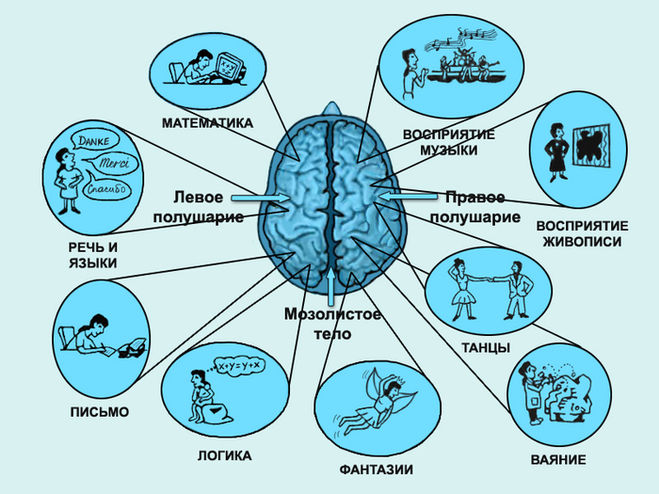 МАТЕМАТИКА
ВОСПРИЯТИЕ
МУЗЫКИ
DANKE
Merci
Спасибо
РЕЧЬ И
ЯЗЫКИ
Левое
полушарие
Правое
полушарие
ВОСПРИЯТИЕ
ЖИВОПИСИ
Мозолистое
тело
ТАНЦЫ
ПИСЬМО
x+y=y+x
ЛОГИКА
ФАНТАЗИИ
ВАЯНИЕ